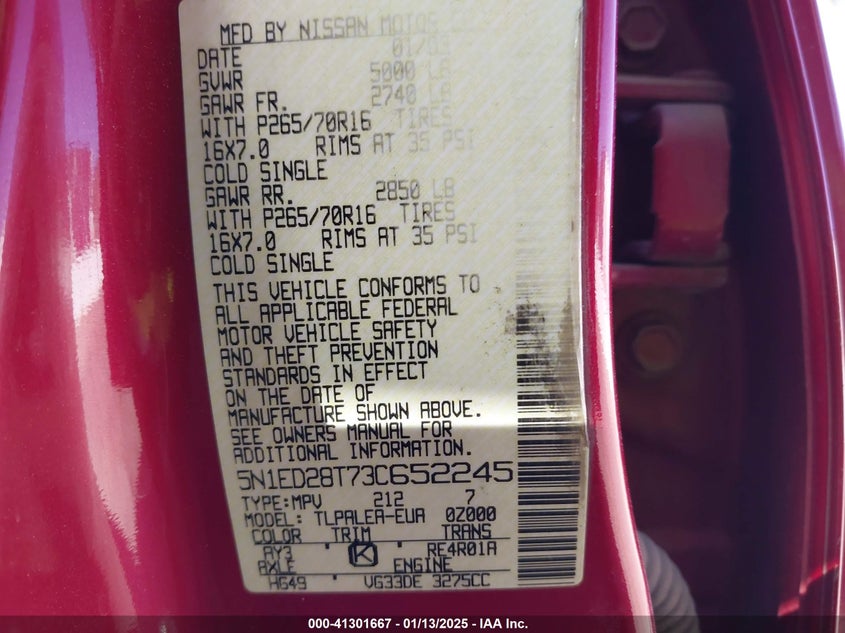 MFD BY NISSAN MOTOR
DATE 01/03
GVWR 5000 LB
GAWR FR. 2740 LB
WITH P265/70R16 TIRES
16X7.0 RIMS AT 35 PSI
COLD SINGLE
GAWR RR. 2850 LB
WITH P265/70R16 TIRES
16X7.0 RIMS AT 35 PSI
COLD SINGLE
THIS VEHICLE CONFORMS TO
ALL APPLICABLE FEDERAL
MOTOR VEHICLE SAFETY
AND THEFT PREVENTION
STANDARDS IN EFFECT
ON THE DATE OF
MANUFACTURE SHOWN ABOVE.
SEE OWNERS MANUAL FOR
ADDITIONAL INFORMATION.
5N1ED28T73C652245
TYPE:MPV 212 7
MODEL: TLPALEA-EUA 0Z000
COLOR TRIM TRANS
AY3 K RE4R01A
AXLE ENGINE
HG49 VG33DE 3275CC
000-41301667 - 01/13/2025 - IAA Inc.